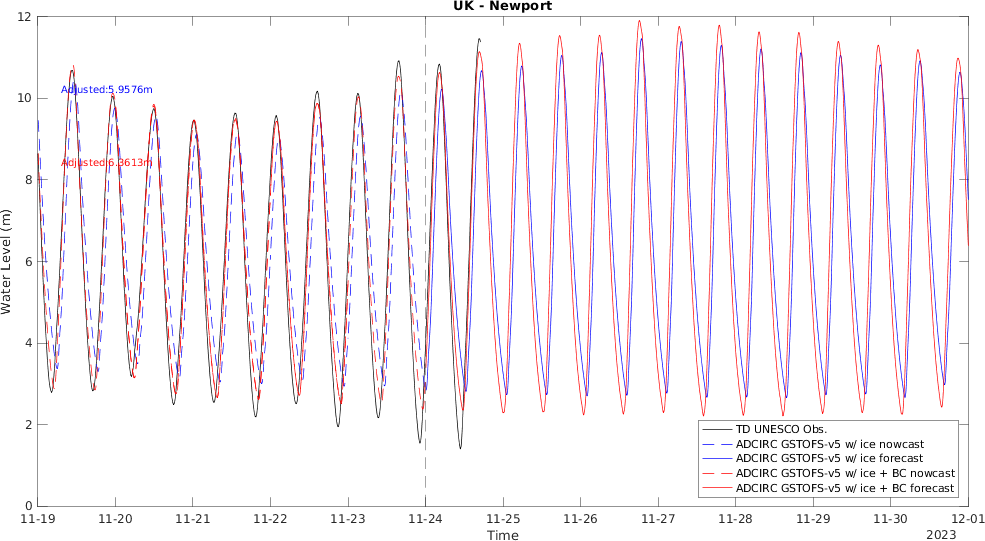 UK - Newport
12
10
8
6
4
2
0
Water Level (m)
Adjusted:5.9576m
Adjusted:6.3613m
TD UNESCO Obs.
ADCIRC GSTOFS-v5 w/ ice nowcast
ADCIRC GSTOFS-v5 w/ ice forecast
ADCIRC GSTOFS-v5 w/ ice + BC nowcast
ADCIRC GSTOFS-v5 w/ ice + BC forecast
11-19 11-20 11-21 11-22 11-23 11-24 11-25 11-26 11-27 11-28 11-29 11-30 12-01
Time
2023